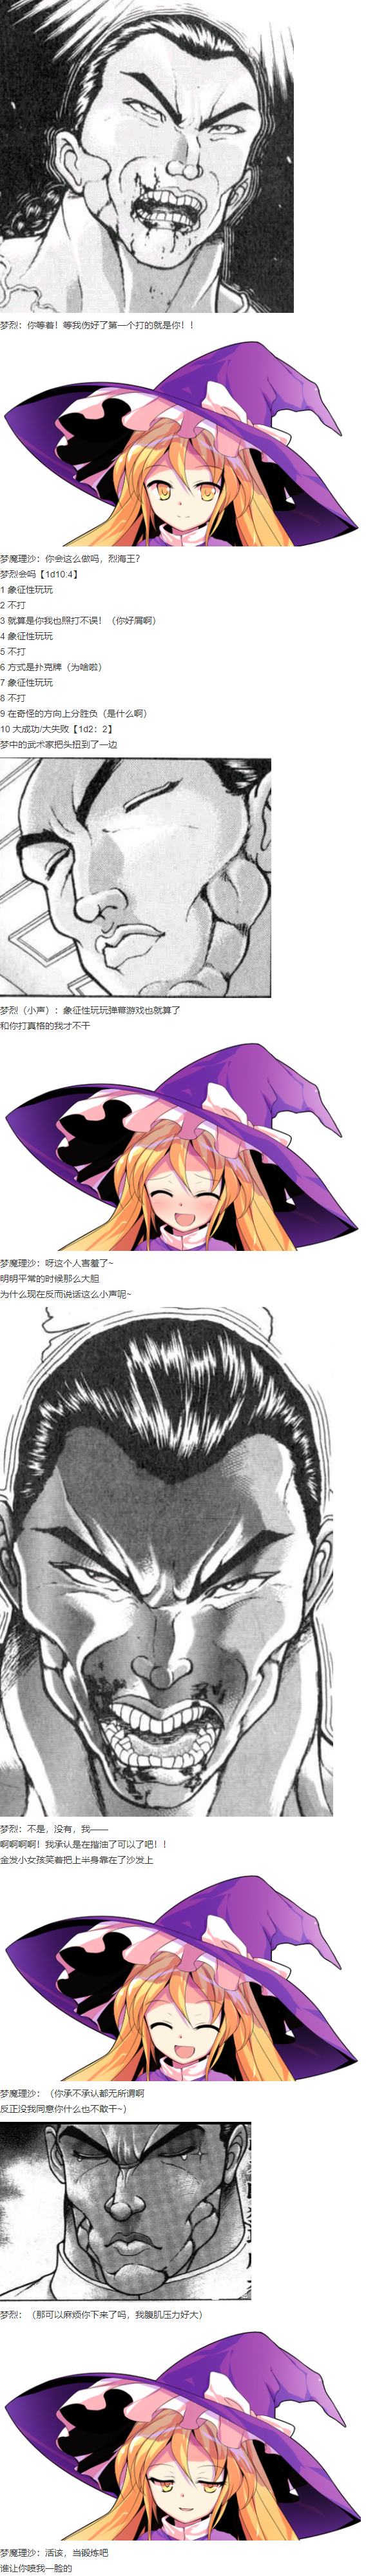 梦烈：你等着！等我伤好了第一个打的就是你！！
梦魔理沙：你会这么做吗，烈海王？
梦烈会吗【1d10:4】
1 象征性玩玩
2 不打
3 就算是你我也照打不误！（你好屑啊）
4 象征性玩玩
5 不打
6 方式是扑克牌（为啥啦）
7 象征性玩玩
8 不打
9 在奇怪的方向上分胜负（是什么啊）
10 大成功/大失败【1d2：2】
梦中的武术家把头扭到了一边
梦烈（小声）：象征性玩玩弹幕游戏也就算了
和你打真格的我才不干
梦魔理沙：呀这个人害羞了~
明明平常的时候那么大胆
为什么现在反而说话这么小声呢~
梦烈：不是，没有，我——
啊啊啊啊！我承认是在揩油了可以了吧！！
金发小女孩笑着把上半身靠在了沙发上
梦魔理沙：（你承不承认都无所谓啊
反正没我同意你什么也不敢干~）
梦烈：（那可以麻烦你下来了吗，我腹肌压力好大）
梦魔理沙：活该，当锻炼吧
谁让你喷我一脸的